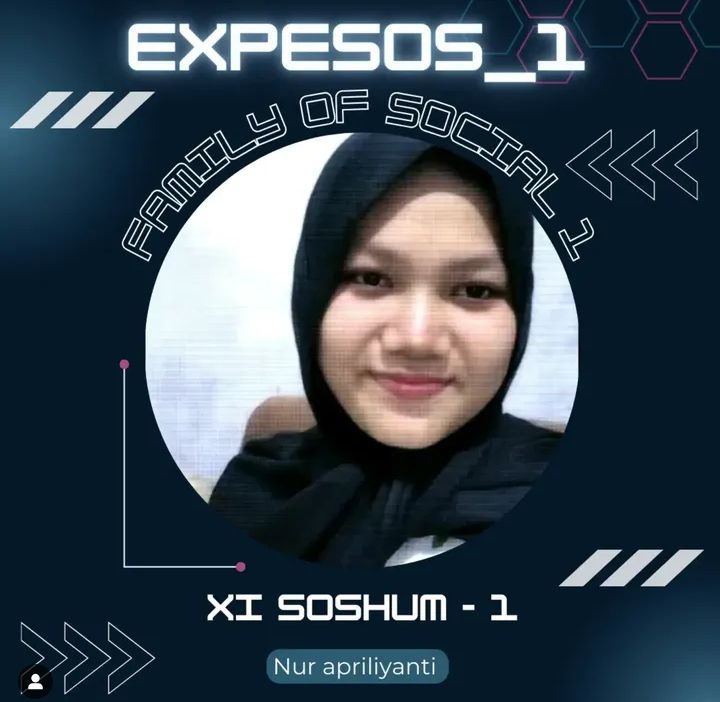 EXPESOS_1
FAMILY OF SOCIAL 1
XI SOSHUM - 1
Nur apriliyanti